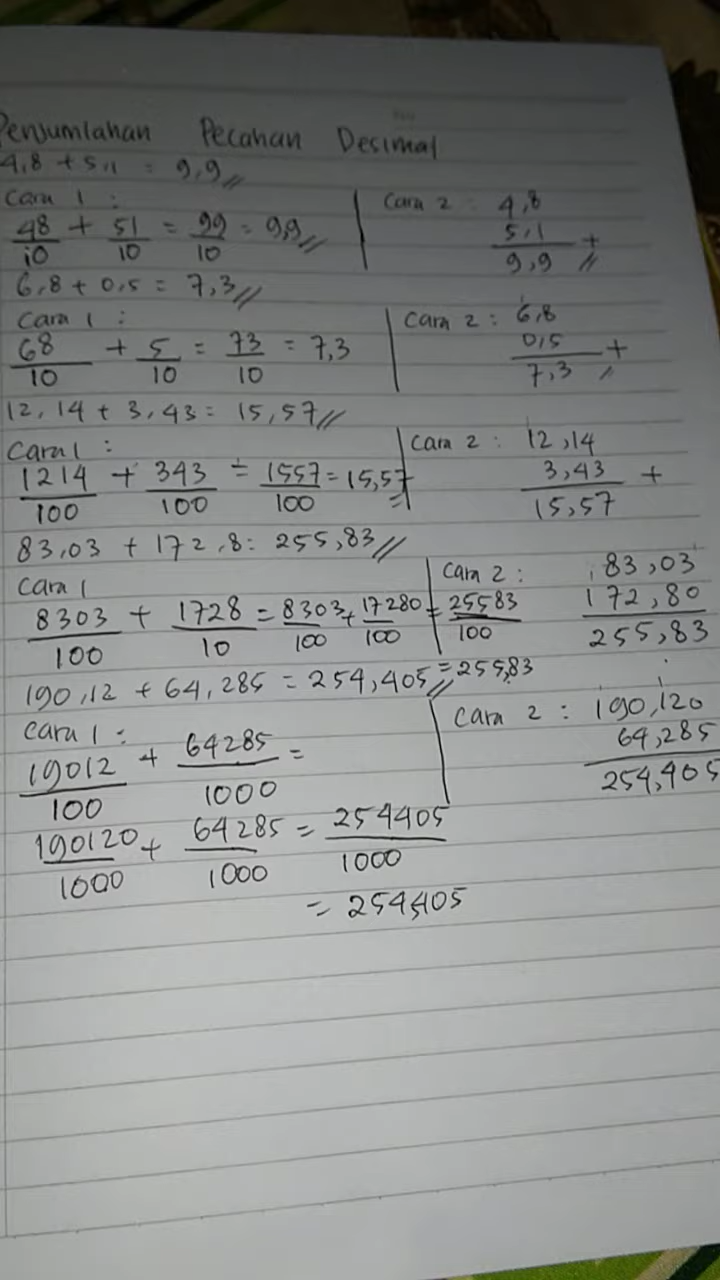 Penjumlahan Pecahan Desimal
4,8 + 5,1 = 9,9//
Cara 1 :
48/10 + 51/10 = 99/10 = 9,9//
Cara 2 : 4,8
5,1 +
9,9 //
6,8 + 0,5 = 7,3//
Cara 1 :
68/10 + 5/10 = 73/10 = 7,3
Cara 2 : 6,8
0,5 +
7,3 //
12,14 + 3,43 = 15,57//
Cara 1 :
1214/100 + 343/100 = 1557/100 = 15,57
Cara 2 : 12,14
3,43 +
15,57
83,03 + 172,8 = 255,83//
Cara 1
8303/100 + 1728/10 = 8303/100 + 17280/100 = 25583/100
= 255,83
Cara 2 : 83,03
172,80
255,83
190,12 + 64,285 = 254,405//
Cara 1 :
19012/100 + 64285/1000 =
190120/1000 + 64285/1000 = 254405/1000
= 254,405
Cara 2 : 190,120
64,285
254,405